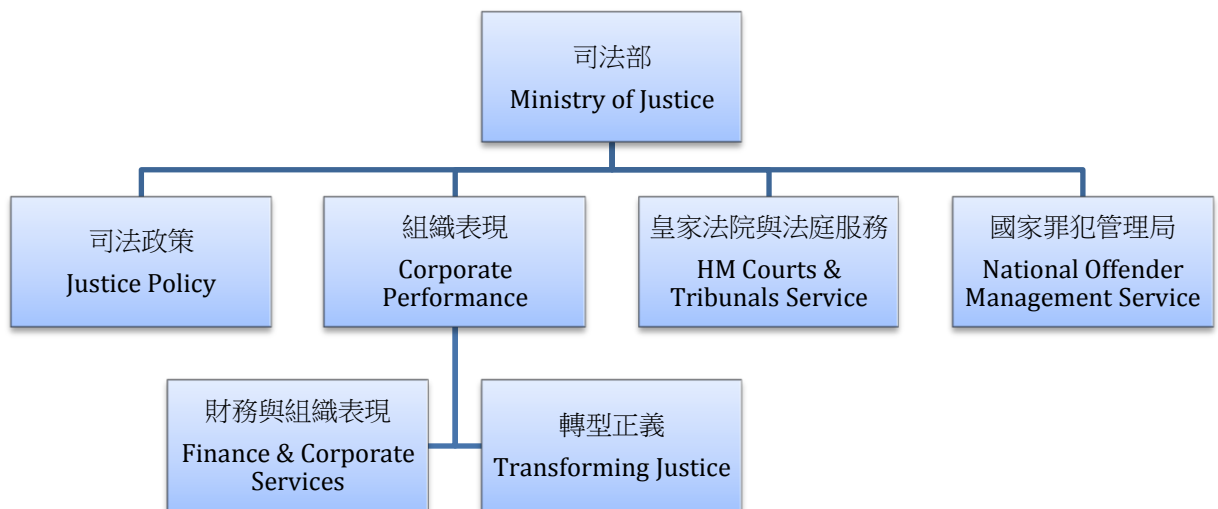 司法部
Ministry of Justice
司法政策
Justice Policy
組織表現
Corporate
Performance
皇家法院與法庭服務
HM Courts &
Tribunals Service
國家罪犯管理局
National Offender
Management Service
財務與組織表現
Finance & Corporate
Services
轉型正義
Transforming Justice